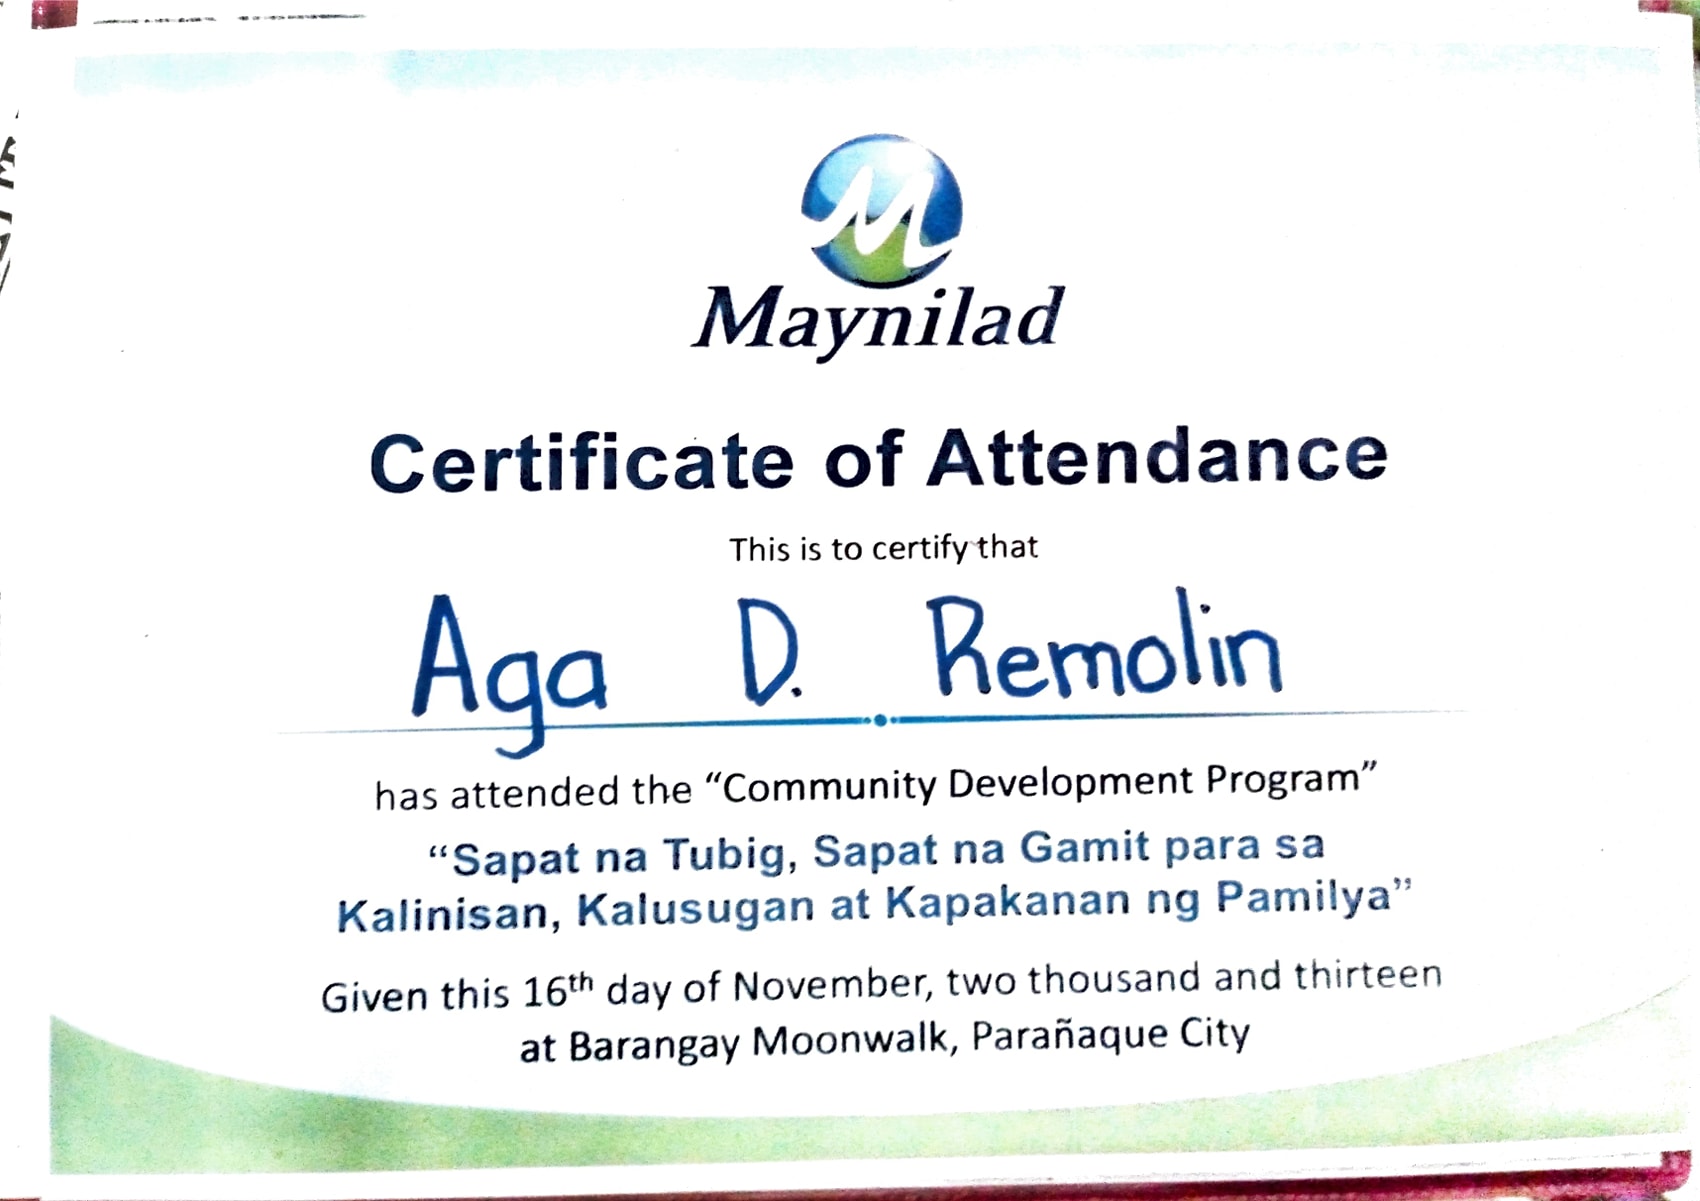 Maynilad
Certificate of Attendance
This is to certify that
Aga D. Remolin
has attended the “Community Development Program”
“Sapat na Tubig, Sapat na Gamit para sa
Kalinisan, Kalusugan at Kapakanan ng Pamilya”
Given this 16th day of November, two thousand and thirteen
at Barangay Moonwalk, Parañaque City